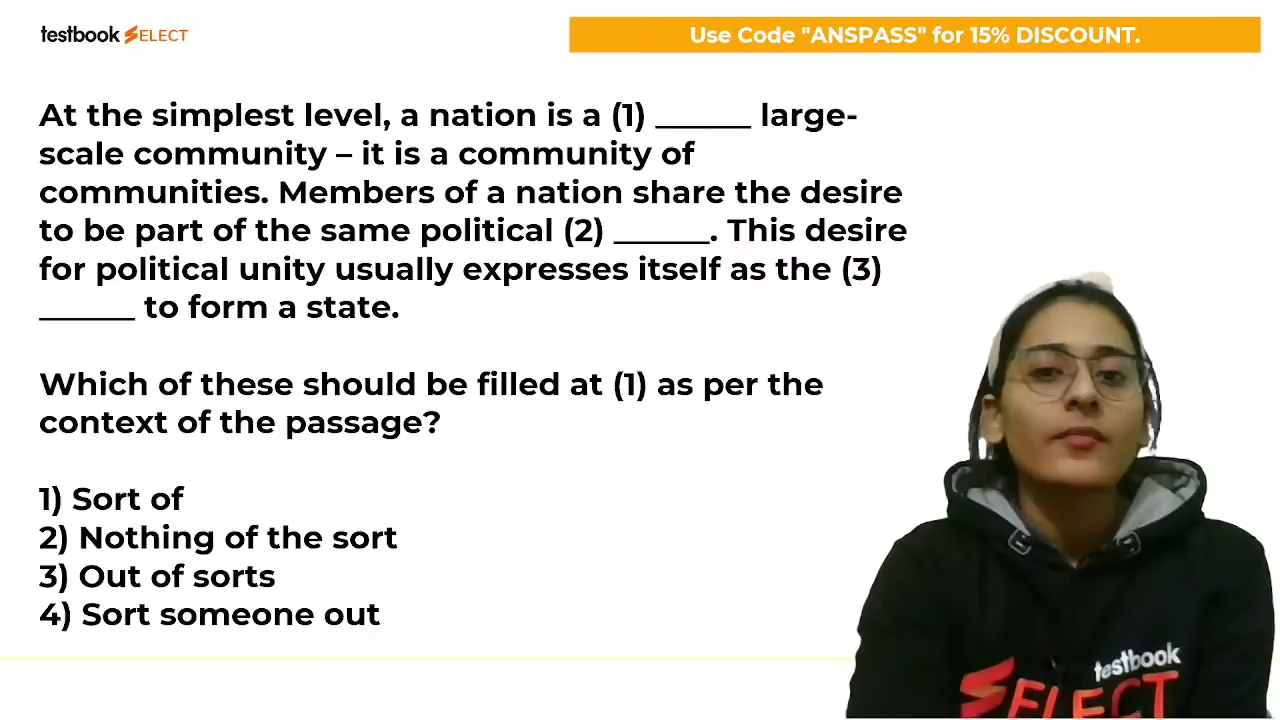 testbook SELECT
Use Code "ANSPASS" for 15% DISCOUNT.
At the simplest level, a nation is a (1) ______ large-
scale community – it is a community of
communities. Members of a nation share the desire
to be part of the same political (2) ______. This desire
for political unity usually expresses itself as the (3)
______ to form a state.
Which of these should be filled at (1) as per the
context of the passage?
1) Sort of
2) Nothing of the sort
3) Out of sorts
4) Sort someone out
testbook
SELECT